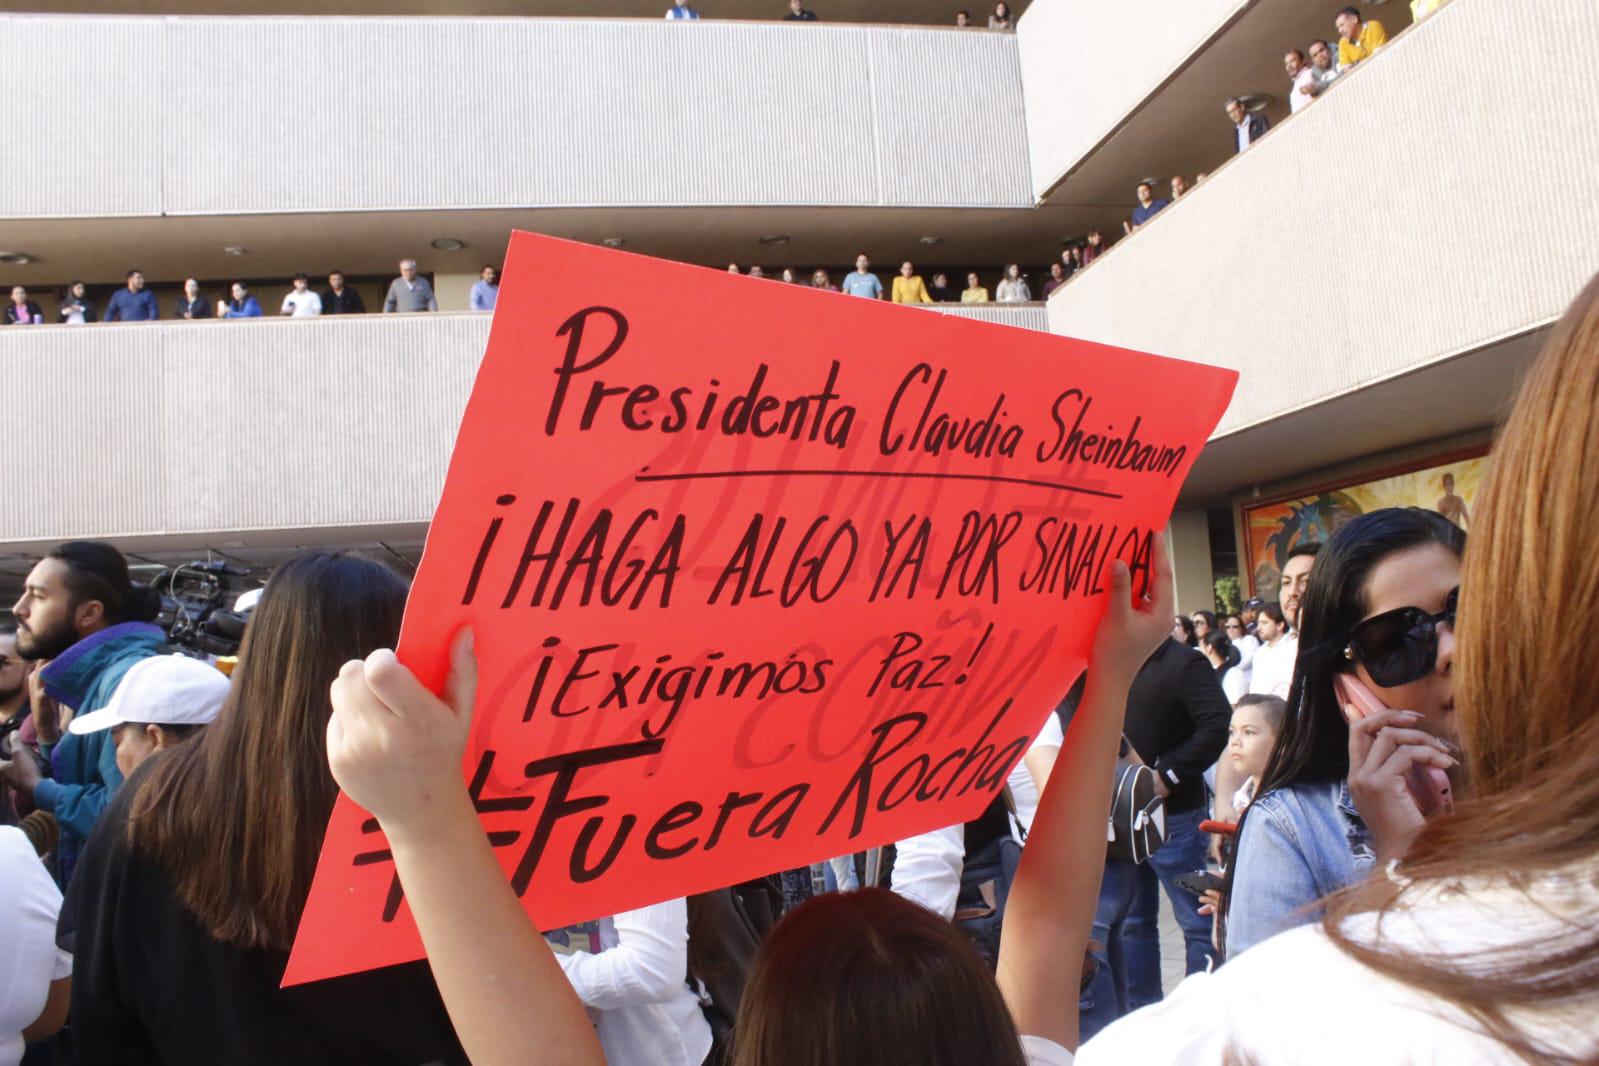 Presidenta Claudia Sheinbaum
¡HAGA ALGO YA POR SINALOA
¡Exigimos Paz!
#Fuera Rocha